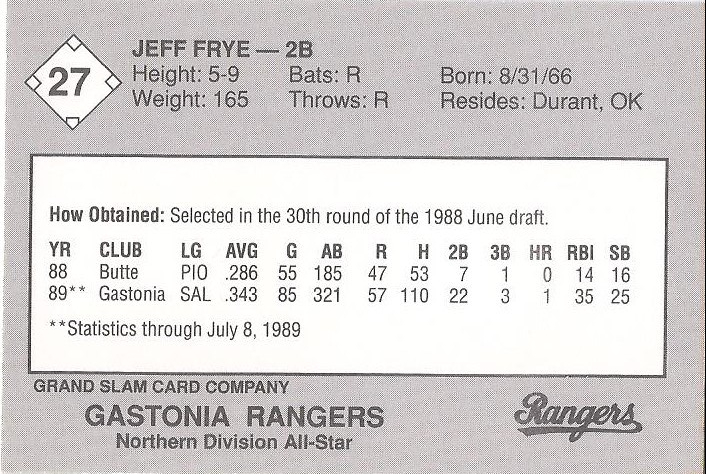 27
JEFF FRYE — 2B
Height: 5-9 Bats: R Born: 8/31/66
Weight: 165 Throws: R Resides: Durant, OK
How Obtained: Selected in the 30th round of the 1988 June draft.
YR CLUB LG AVG G AB R H 2B 3B HR RBI SB
88 Butte PIO .286 55 185 47 53 7 1 0 14 16
89** Gastonia SAL .343 85 321 57 110 22 3 1 35 25
**Statistics through July 8, 1989
GRAND SLAM CARD COMPANY
GASTONIA RANGERS
Northern Division All-Star
Rangers